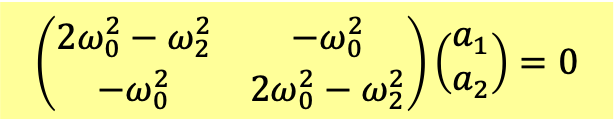 (2ω₀² − ω₂²  −ω₀²) (a₁) = 0
(−ω₀²  2ω₀² − ω₂²) (a₂)